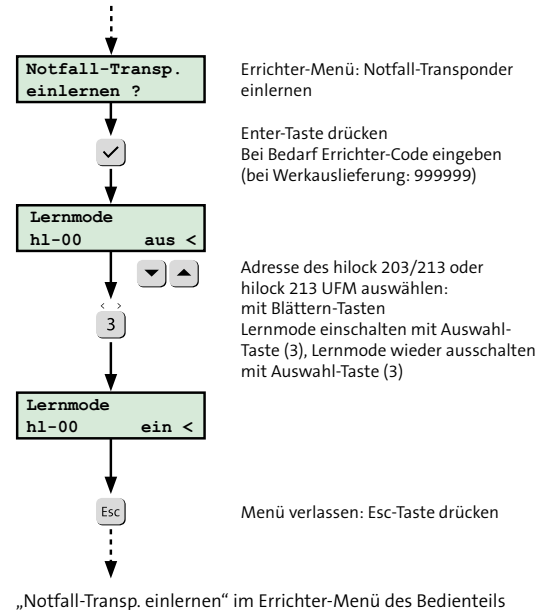 Notfall-Transp.
einlernen ?
Errichter-Menü: Notfall-Transponder
einlernen
Enter-Taste drücken
Bei Bedarf Errichter-Code eingeben
(bei Werkauslieferung: 999999)
Lernmode
hl-00 aus <
Adresse des hilock 203/213 oder
hilock 213 UFM auswählen:
mit Blättern-Tasten
Lernmode einschalten mit Auswahl-
Taste (3), Lernmode wieder ausschalten
mit Auswahl-Taste (3)
< >
3
Lernmode
hl-00 ein <
Esc
Menü verlassen: Esc-Taste drücken
„Notfall-Transp. einlernen“ im Errichter-Menü des Bedienteils